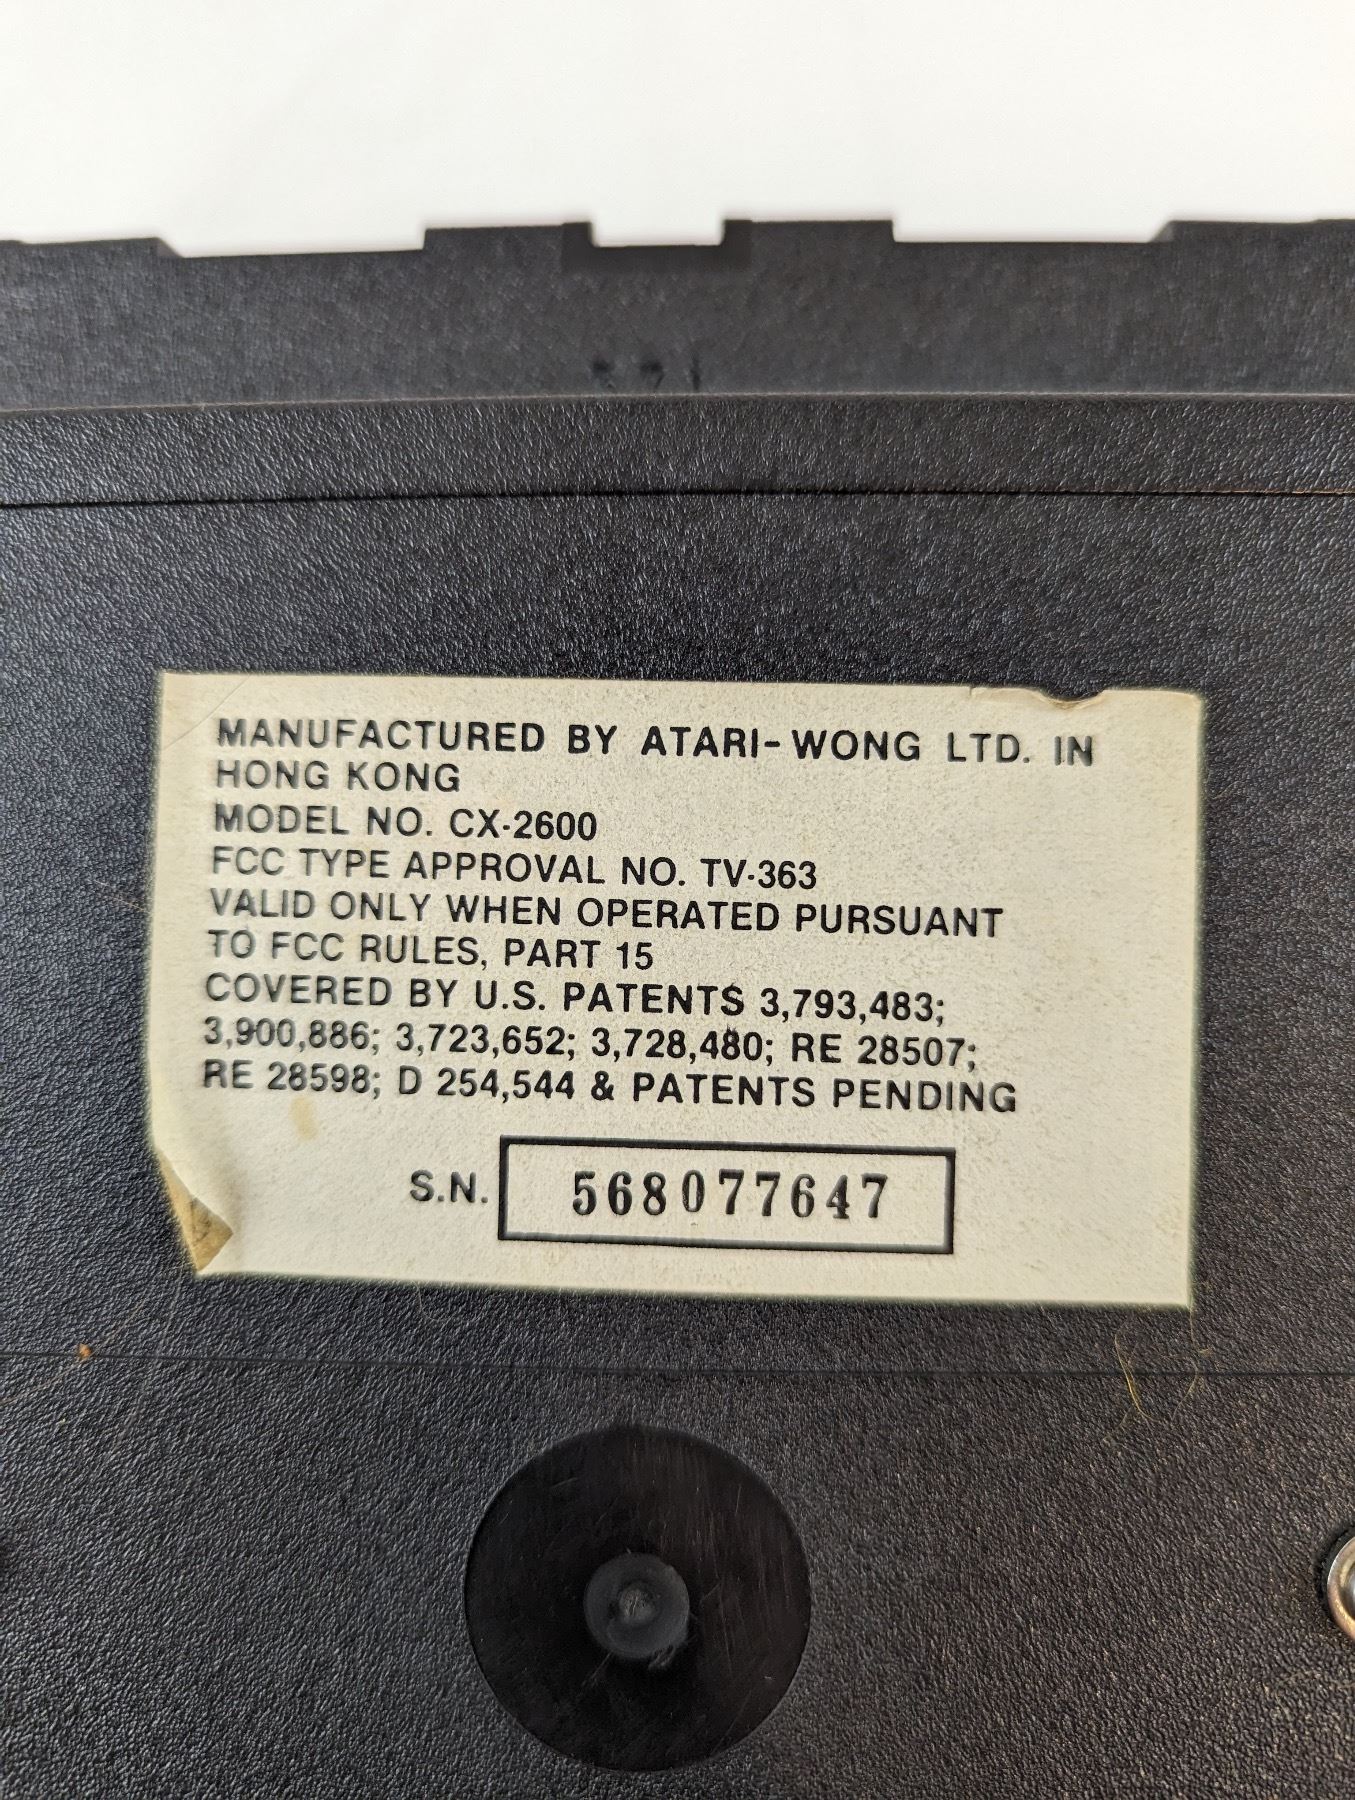 MANUFACTURED BY ATARI-WONG LTD. IN
HONG KONG
MODEL NO. CX-2600
FCC TYPE APPROVAL NO. TV-363
VALID ONLY WHEN OPERATED PURSUANT
TO FCC RULES, PART 15
COVERED BY U.S. PATENTS 3,793,483;
3,900,886; 3,723,652; 3,728,480; RE 28507;
RE 28598; D 254,544 & PATENTS PENDING
S.N. 568077647